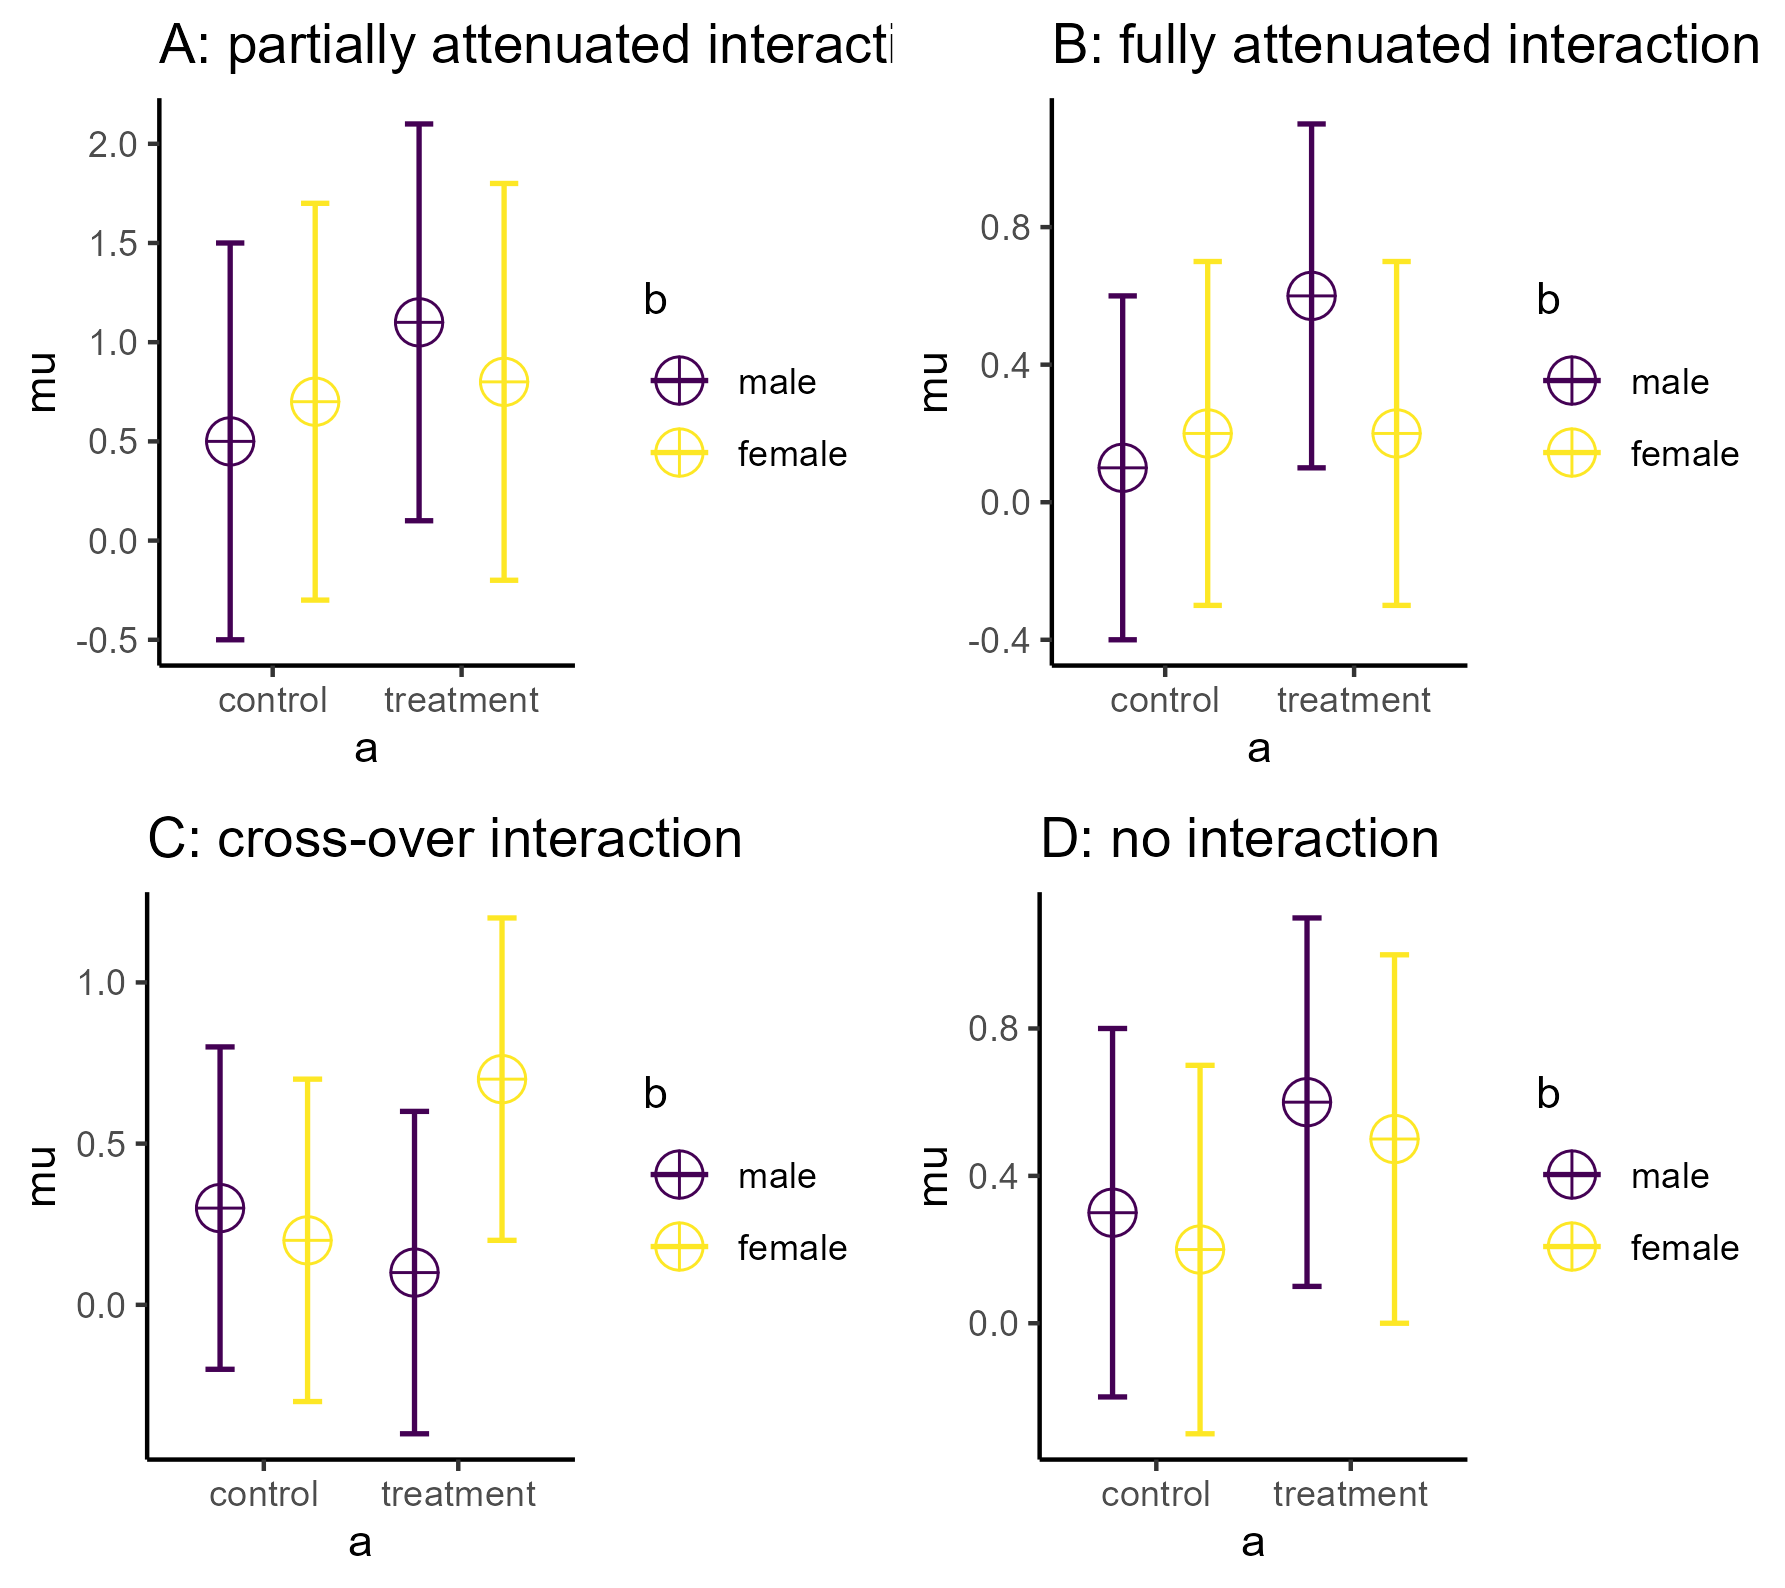 A: partially attenuated interacti
2.0
1.5
1.0
0.5
0.0
-0.5
mu
control treatment
a
b
male
female
B: fully attenuated interaction
0.8
0.4
0.0
-0.4
mu
control treatment
a
b
male
female
C: cross-over interaction
1.0
0.5
0.0
mu
control treatment
a
b
male
female
D: no interaction
0.8
0.4
0.0
mu
control treatment
a
b
male
female